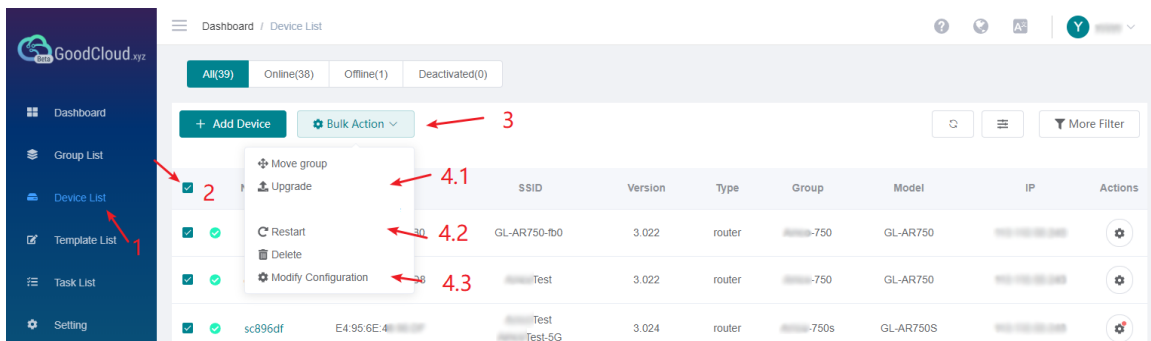 Dashboard / Device List
Y
Beta GoodCloud.xyz
All(39) Online(38) Offline(1) Deactivated(0)
Dashboard
+ Add Device Bulk Action 3 More Filter
Group List
Move group
4.1
2 Upgrade SSID Version Type Group Model IP Actions
Device List
1
Template List
Restart 4.2 GL-AR750-fb0 3.022 router -750 GL-AR750
Delete
Task List
Modify Configuration 4.3 Test 3.022 router -750 GL-AR750
Setting
sc896df E4:95:6E:4 Test 3.024 router -750s GL-AR750S
Test-5G